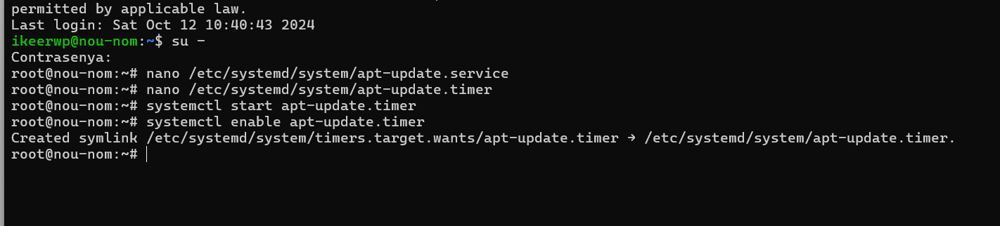 permitted by applicable law.
Last login: Sat Oct 12 10:40:43 2024
ikeerwp@nou-nom:~$ su -
Contrasenya:
root@nou-nom:~# nano /etc/systemd/system/apt-update.service
root@nou-nom:~# nano /etc/systemd/system/apt-update.timer
root@nou-nom:~# systemctl start apt-update.timer
root@nou-nom:~# systemctl enable apt-update.timer
Created symlink /etc/systemd/system/timers.target.wants/apt-update.timer → /etc/systemd/system/apt-update.timer.
root@nou-nom:~#